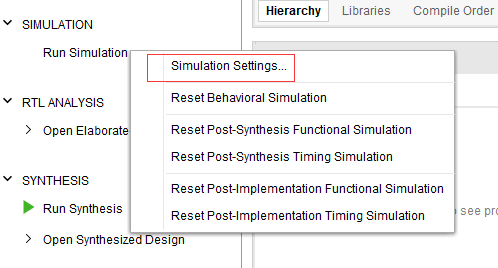 Hierarchy Libraries Compile Order
SIMULATION
Run Simulation
Simulation Settings...
Reset Behavioral Simulation
RTL ANALYSIS
Open Elaborate
Reset Post-Synthesis Functional Simulation
Reset Post-Synthesis Timing Simulation
SYNTHESIS
Reset Post-Implementation Functional Simulation
Run Synthesis
to see pro
Reset Post-Implementation Timing Simulation
Open Synthesized Design